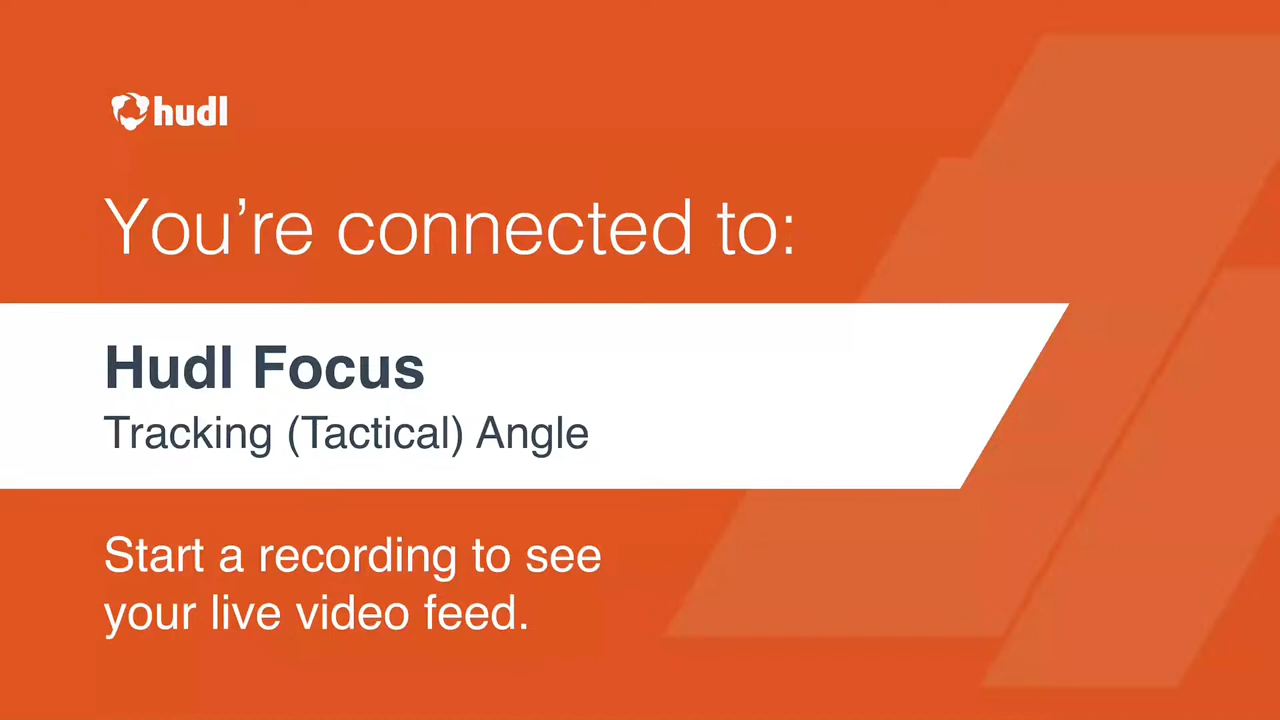 hudl
You’re connected to:
Hudl Focus
Tracking (Tactical) Angle
Start a recording to see
your live video feed.